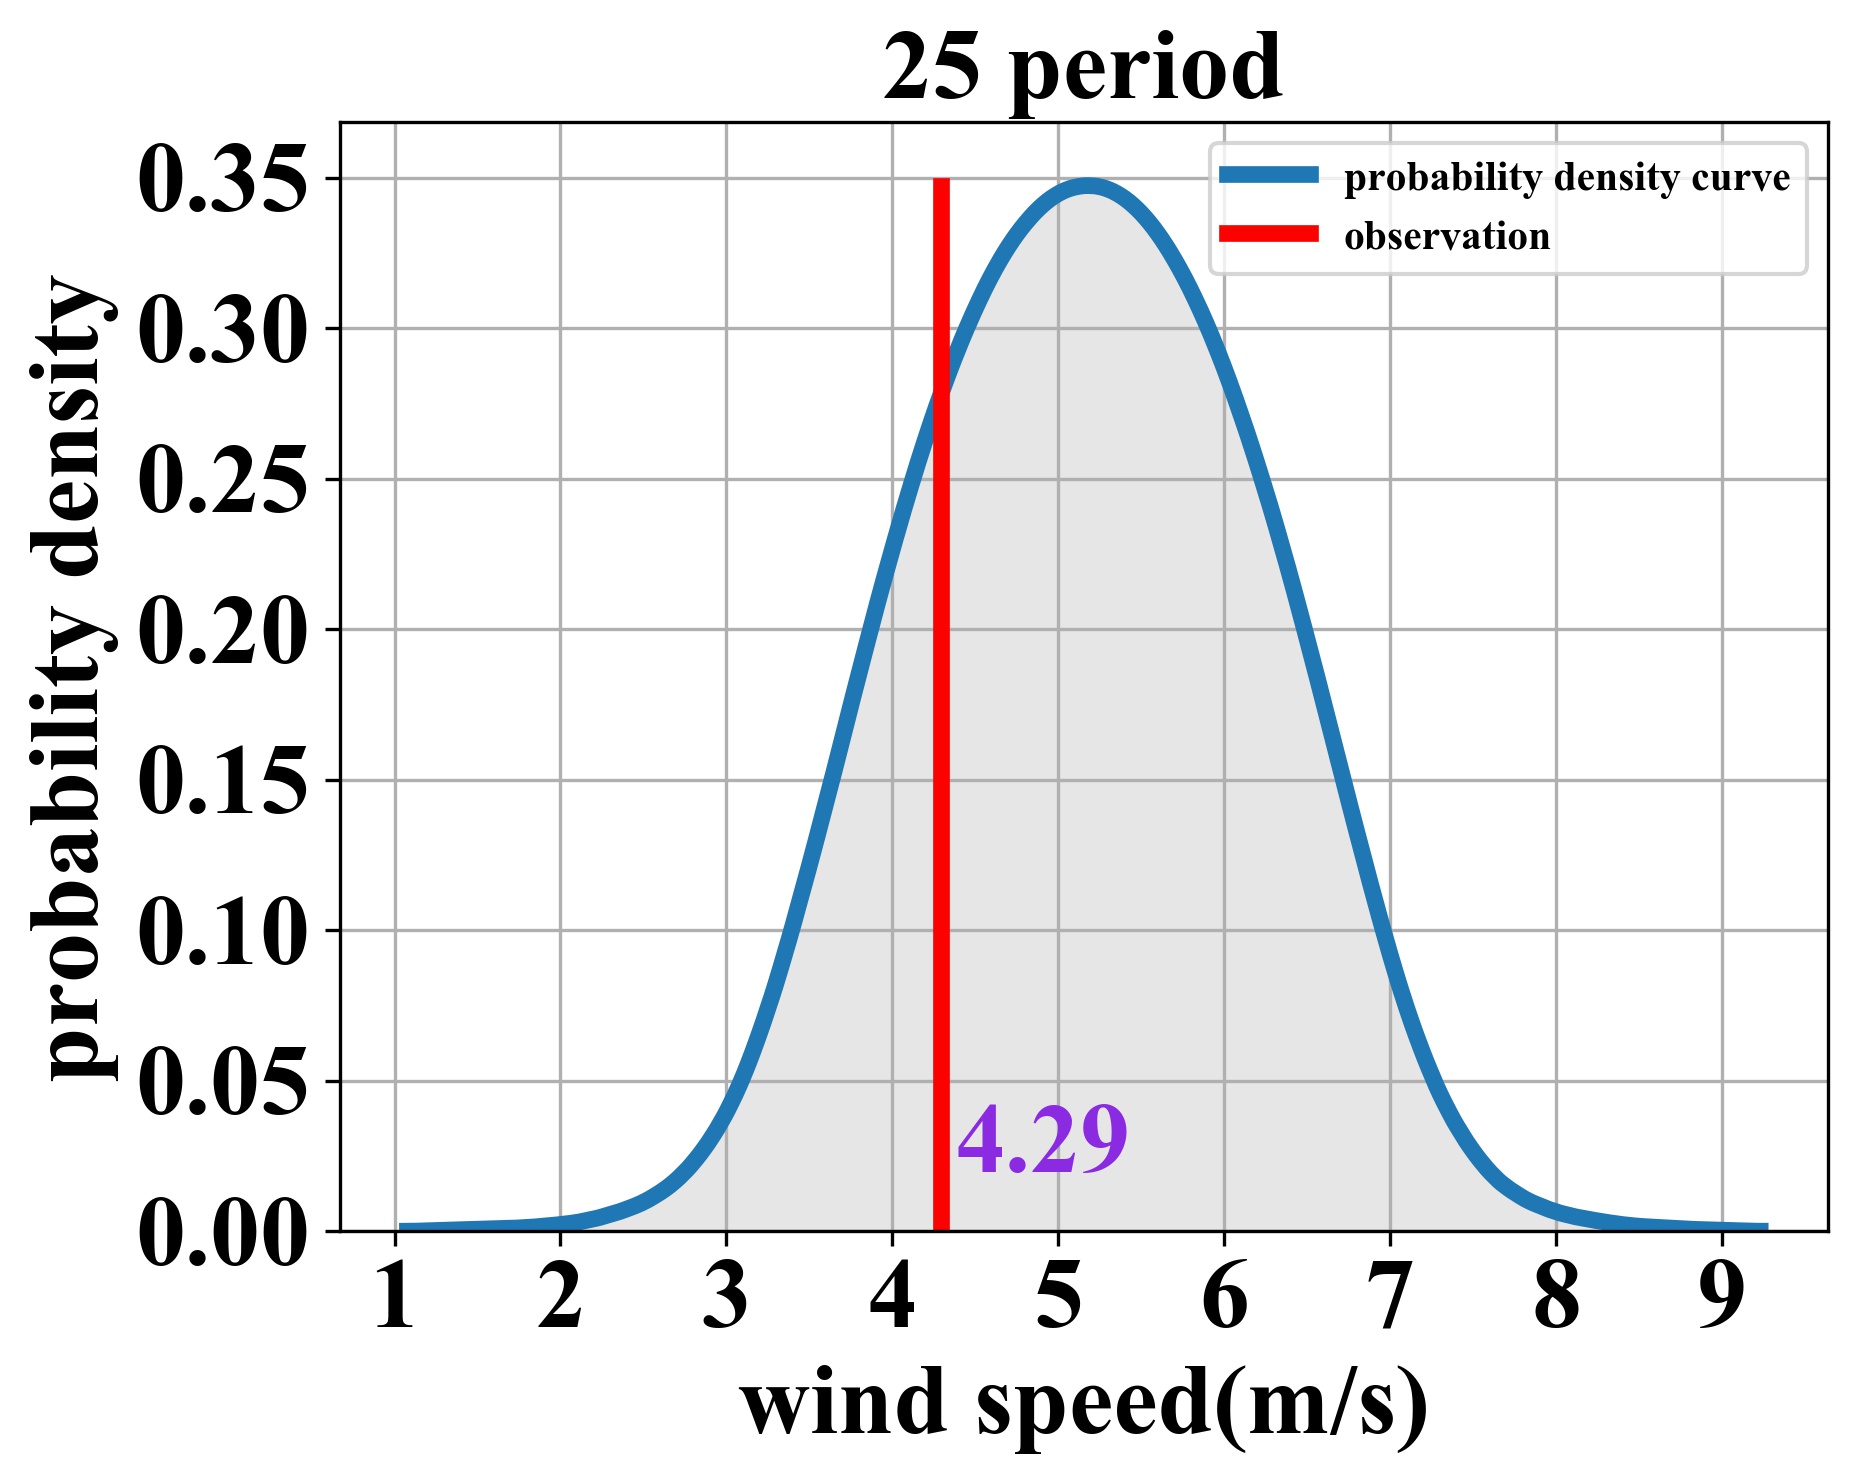 25 period
probability density curve
observation
probability density
0.35
0.30
0.25
0.20
0.15
0.10
0.05
0.00
4.29
1 2 3 4 5 6 7 8 9
wind speed(m/s)